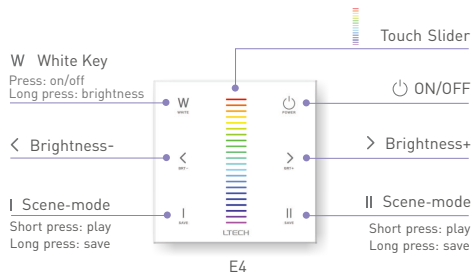 Touch Slider
W White Key
Press: on/off
Long press: brightness
ON/OFF
W
WHITE
POWER
< Brightness-
> Brightness+
<
BRT-
>
BRT+
I Scene-mode
Short press: play
Long press: save
II Scene-mode
Short press: play
Long press: save
I
SAVE
II
SAVE
LTECH
E4